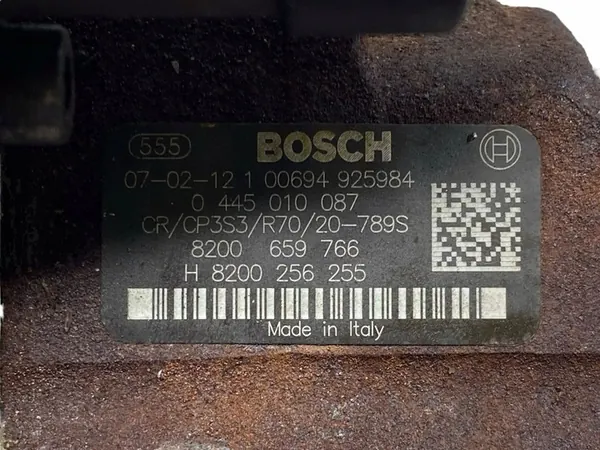 555 BOSCH
07-02-12 1 00694 925984
0 445 010 087
CR/CP3S3/R70/20-789S
8200 659 766
H 8200 256 255
Made in Italy